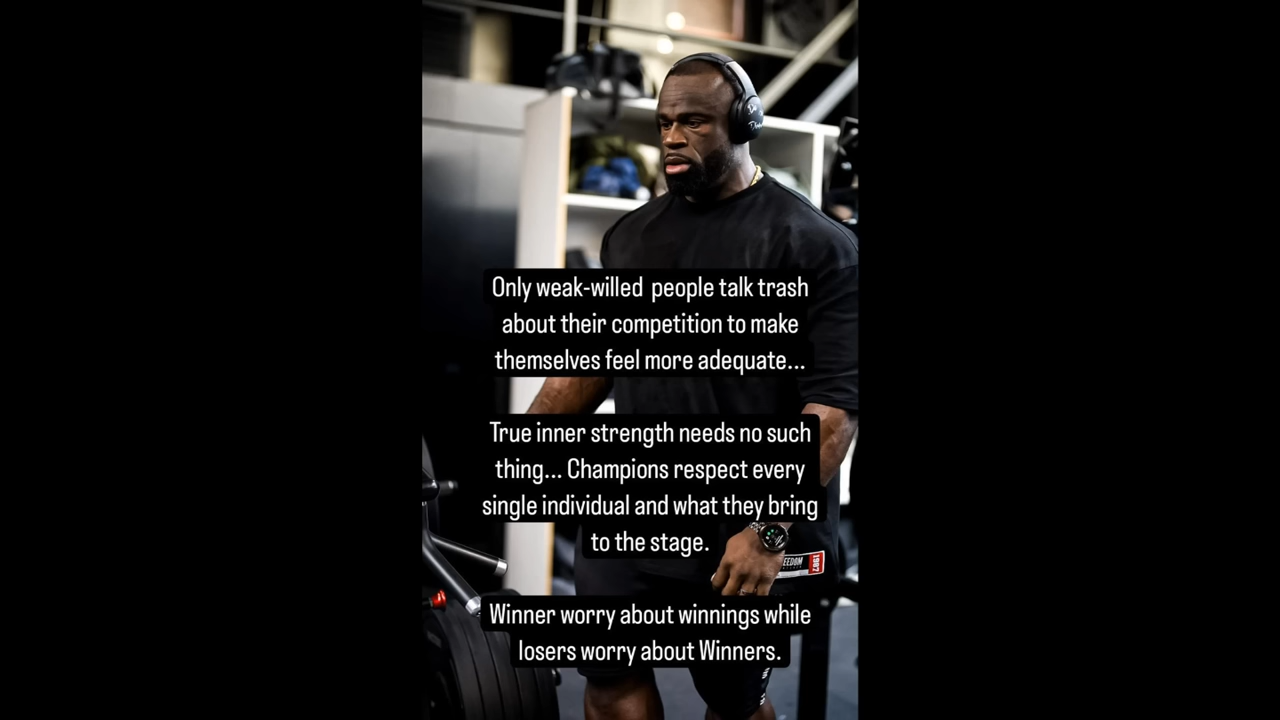 Only weak-willed people talk trash
about their competition to make
themselves feel more adequate...
True inner strength needs no such
thing... Champions respect every
single individual and what they bring
to the stage.
Winner worry about winnings while
losers worry about Winners.
1987